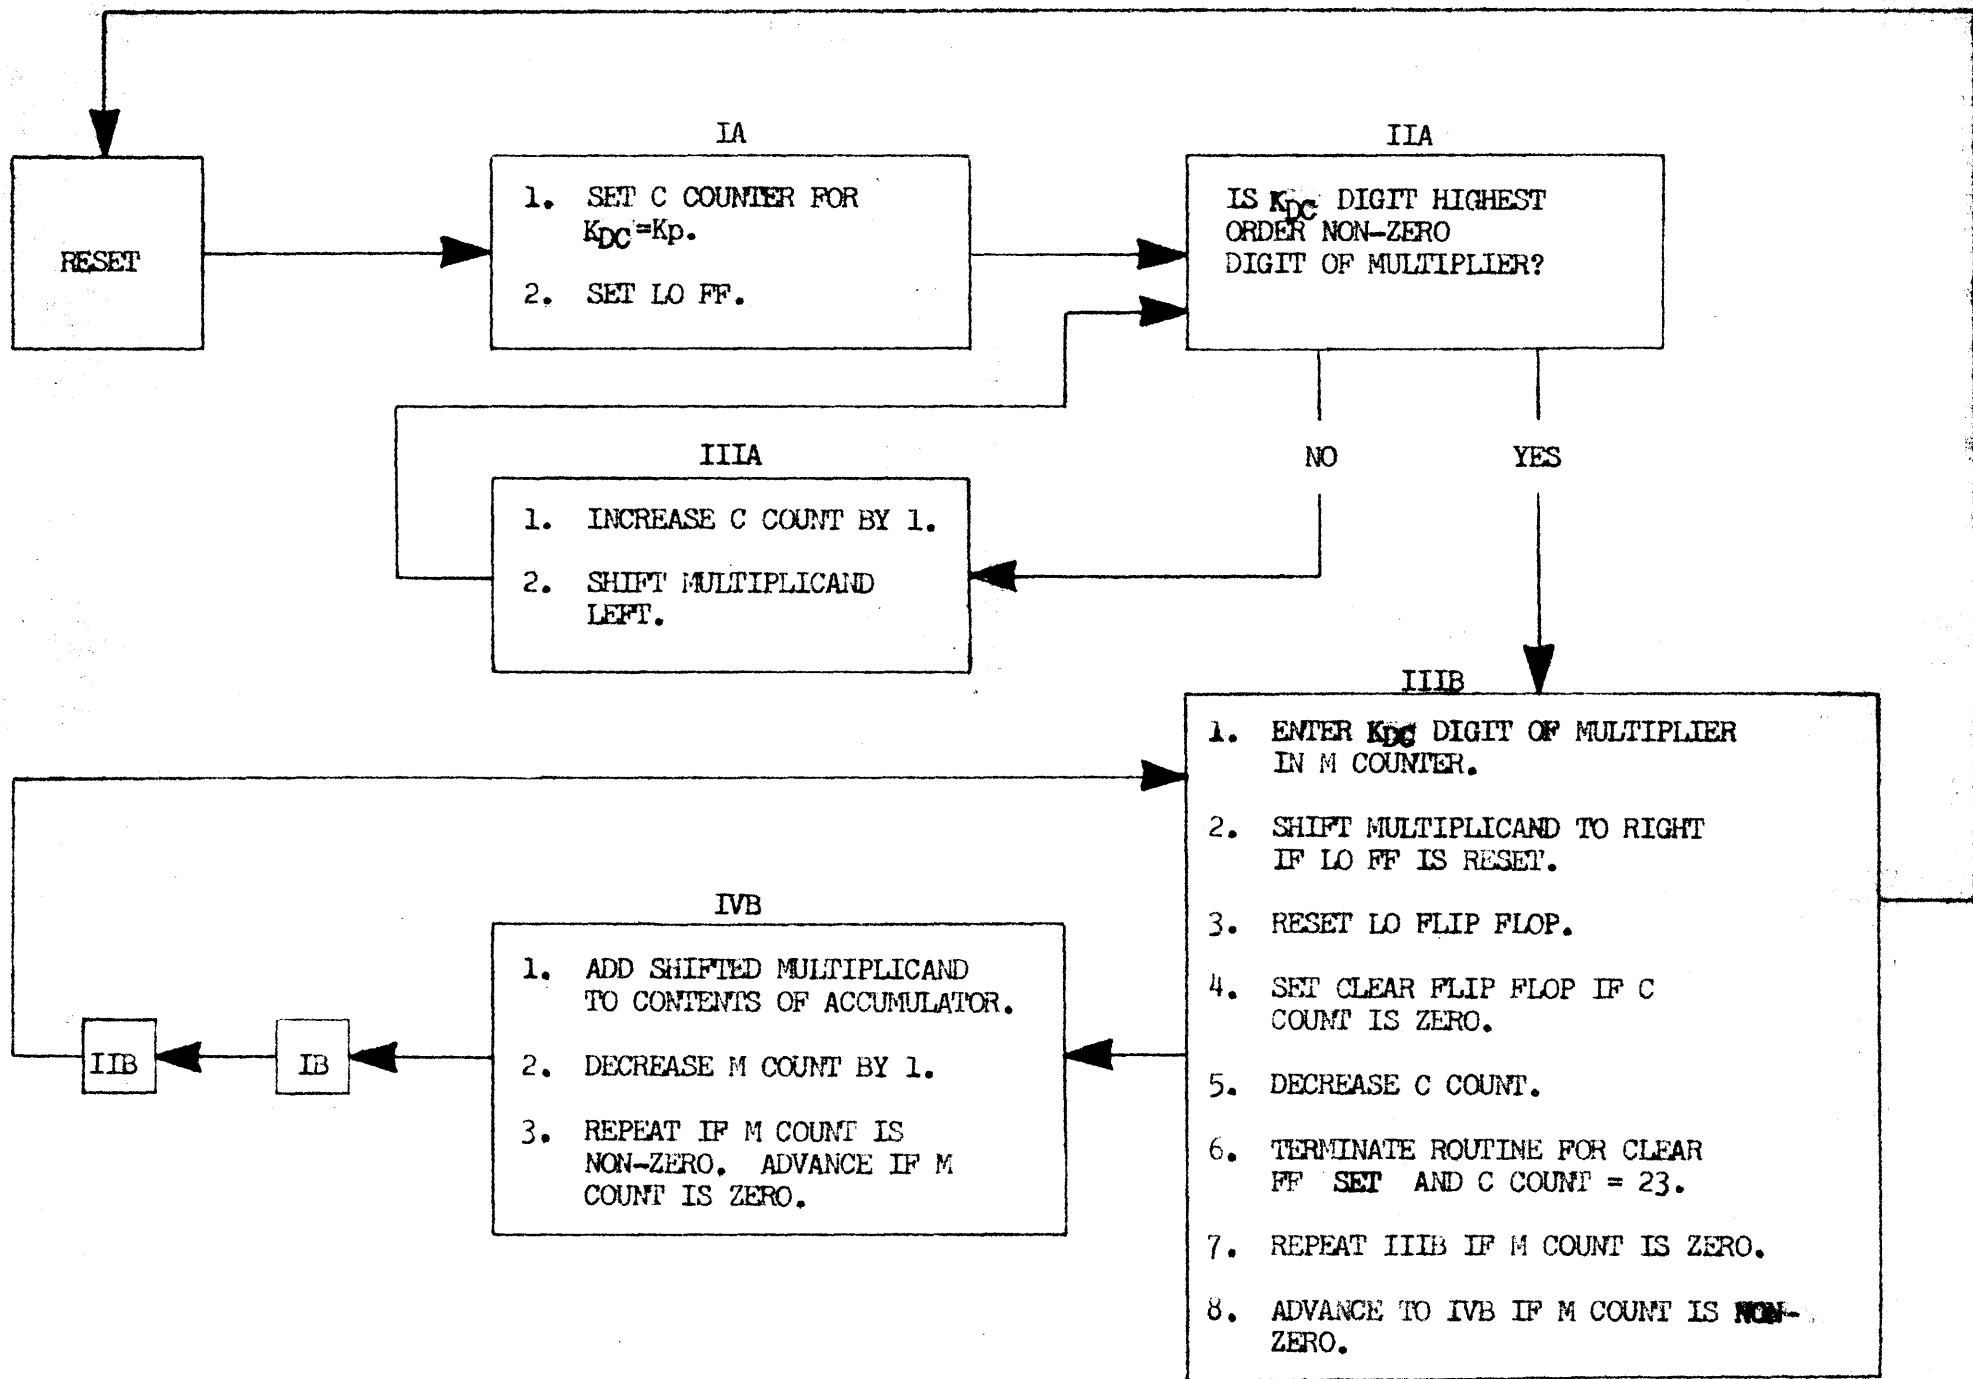 RESET
IA
1. SET C COUNTER FOR
KDC=Kp.
2. SET LO FF.
IIA
IS KDC DIGIT HIGHEST
ORDER NON-ZERO
DIGIT OF MULTIPLIER?
NO
YES
IIIA
1. INCREASE C COUNT BY 1.
2. SHIFT MULTIPLICAND
LEFT.
IIIB
1. ENTER KDC DIGIT OF MULTIPLIER
IN M COUNTER.
2. SHIFT MULTIPLICAND TO RIGHT
IF LO FF IS RESET.
3. RESET LO FLIP FLOP.
4. SET CLEAR FLIP FLOP IF C
COUNT IS ZERO.
5. DECREASE C COUNT.
6. TERMINATE ROUTINE FOR CLEAR
FF SET AND C COUNT = 23.
7. REPEAT IIIB IF M COUNT IS ZERO.
8. ADVANCE TO IVB IF M COUNT IS NON-
ZERO.
IVB
1. ADD SHIFTED MULTIPLICAND
TO CONTENTS OF ACCUMULATOR.
2. DECREASE M COUNT BY 1.
3. REPEAT IF M COUNT IS
NON-ZERO. ADVANCE IF M
COUNT IS ZERO.
IB
IIB